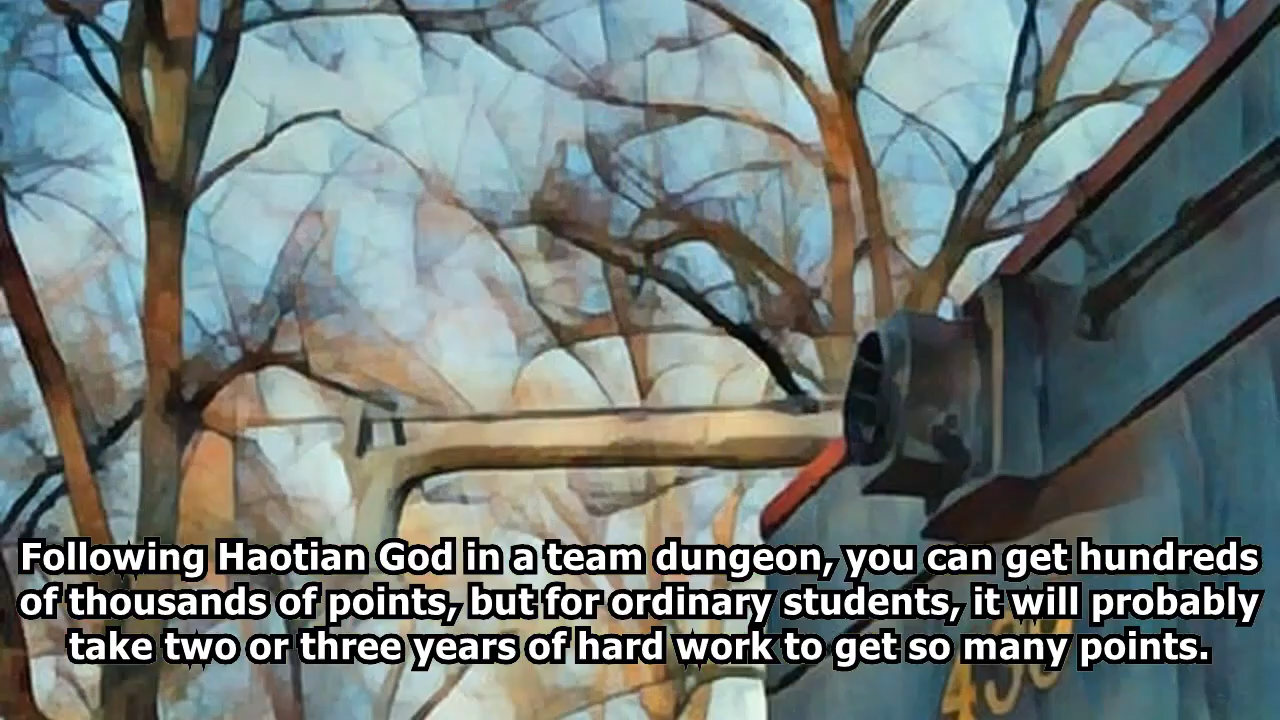 Following Haotian God in a team dungeon, you can get hundreds
of thousands of points, but for ordinary students, it will probably
take two or three years of hard work to get so many points.